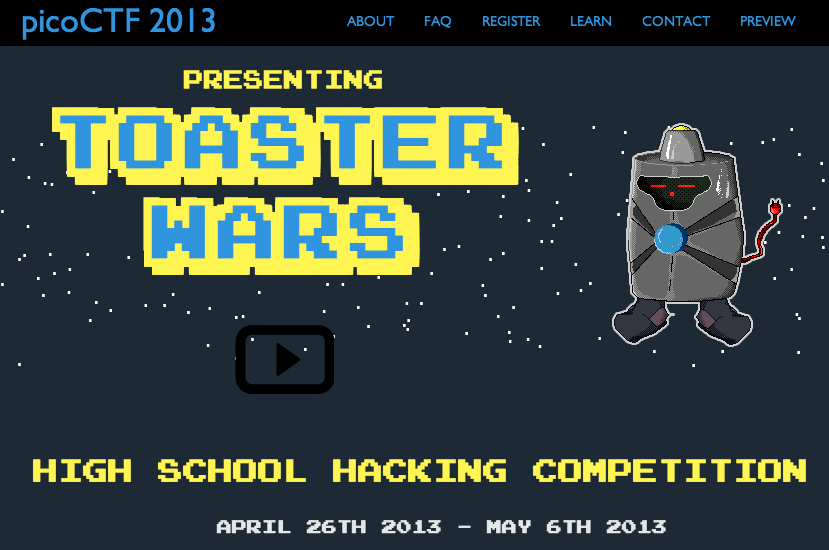 picoCTF 2013
ABOUT FAQ REGISTER LEARN CONTACT PREVIEW
PRESENTING
TOASTER
WARS
HIGH SCHOOL HACKING COMPETITION
APRIL 26TH 2013 - MAY 6TH 2013